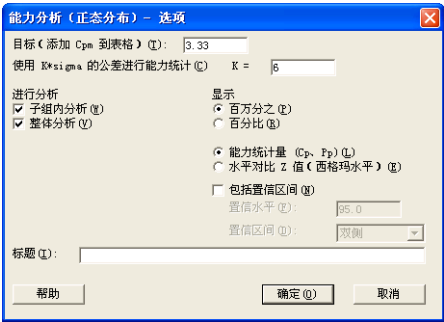 能力分析（正态分布）- 选项
目标(添加 Cpm 到表格)(T): 3.33
使用 K*sigma 的公差进行能力统计(C) K = 6
进行分析
子组内分析(W)
整体分析(V)
显示
百万分之(P)
百分比(R)
能力统计量 (Cp、Pp)(L)
水平对比 Z 值(西格玛水平)(E)
包括置信区间(N)
置信水平(F): 95.0
置信区间(D): 双侧
标题(I):
帮助 确定(O) 取消